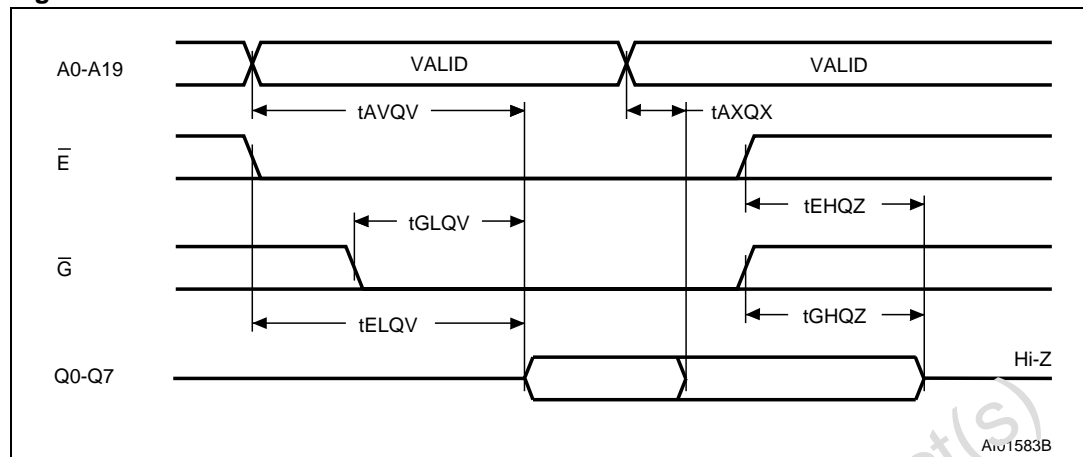 A0-A19
VALID
VALID
tAVQV
tAXQX
E
tEHQZ
tGLQV
G
tELQV
tGHQZ
Q0-Q7
Hi-Z
AI01583B